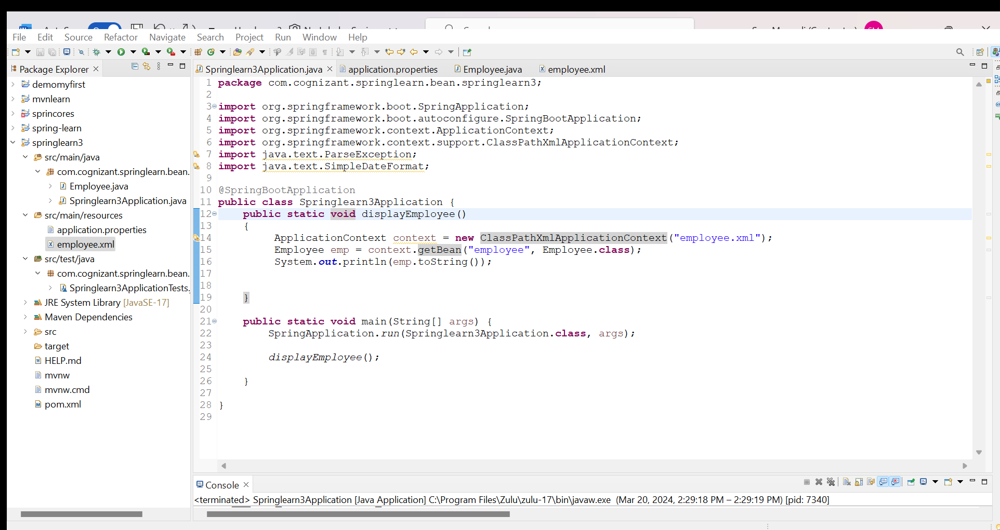 File Edit Source Refactor Navigate Search Project Run Window Help
Package Explorer
demomyfirst
mvnlearn
sprincores
spring-learn
springlearn3
src/main/java
com.cognizant.springlearn.bean.
Employee.java
Springlearn3Application.java
src/main/resources
application.properties
employee.xml
src/test/java
com.cognizant.springlearn.bean.
Springlearn3ApplicationTests.
JRE System Library [JavaSE-17]
Maven Dependencies
src
target
HELP.md
mvnw
mvnw.cmd
pom.xml
Springlearn3Application.java application.properties Employee.java employee.xml
1 package com.cognizant.springlearn.bean.springlearn3;
2
3 import org.springframework.boot.SpringApplication;
4 import org.springframework.boot.autoconfigure.SpringBootApplication;
5 import org.springframework.context.ApplicationContext;
6 import org.springframework.context.support.ClassPathXmlApplicationContext;
7 import java.text.ParseException;
8 import java.text.SimpleDateFormat;
9
10 @SpringBootApplication
11 public class Springlearn3Application {
12 public static void displayEmployee()
13 {
14 ApplicationContext context = new ClassPathXmlApplicationContext("employee.xml");
15 Employee emp = context.getBean("employee", Employee.class);
16 System.out.println(emp.toString());
17
18
19 }
20
21 public static void main(String[] args) {
22 SpringApplication.run(Springlearn3Application.class, args);
23
24 displayEmployee();
25
26 }
27
28 }
29
Console
<terminated> Springlearn3Application [Java Application] C:\Program Files\Zulu\zulu-17\bin\javaw.exe (Mar 20, 2024, 2:29:18 PM – 2:29:19 PM) [pid: 7340]